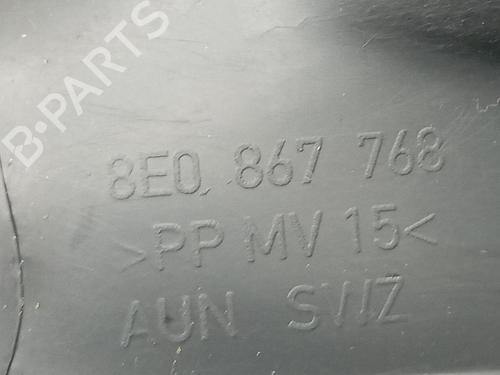 B-PARTS
8E0 867 768
>PP MV 15<
AUN SWZ